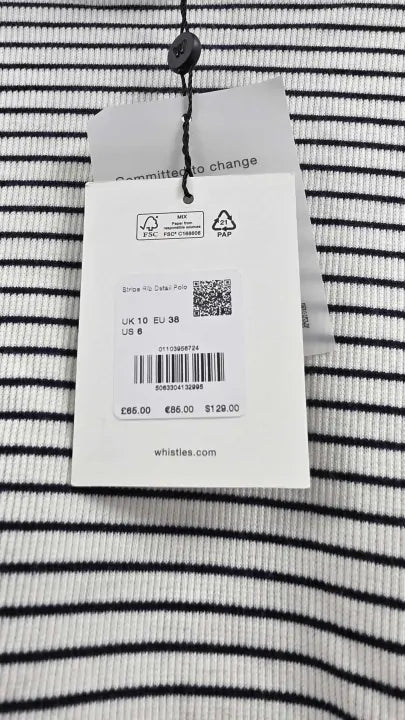 Committed to change
FSC
MIX
Paper from
responsible sources
FSC® C168606
21
PAP
Stripe Rib Detail Polo
UK 10 EU 38
US 6
01103958724
5063304132995
£65.00 €85.00 $129.00
whistles.com